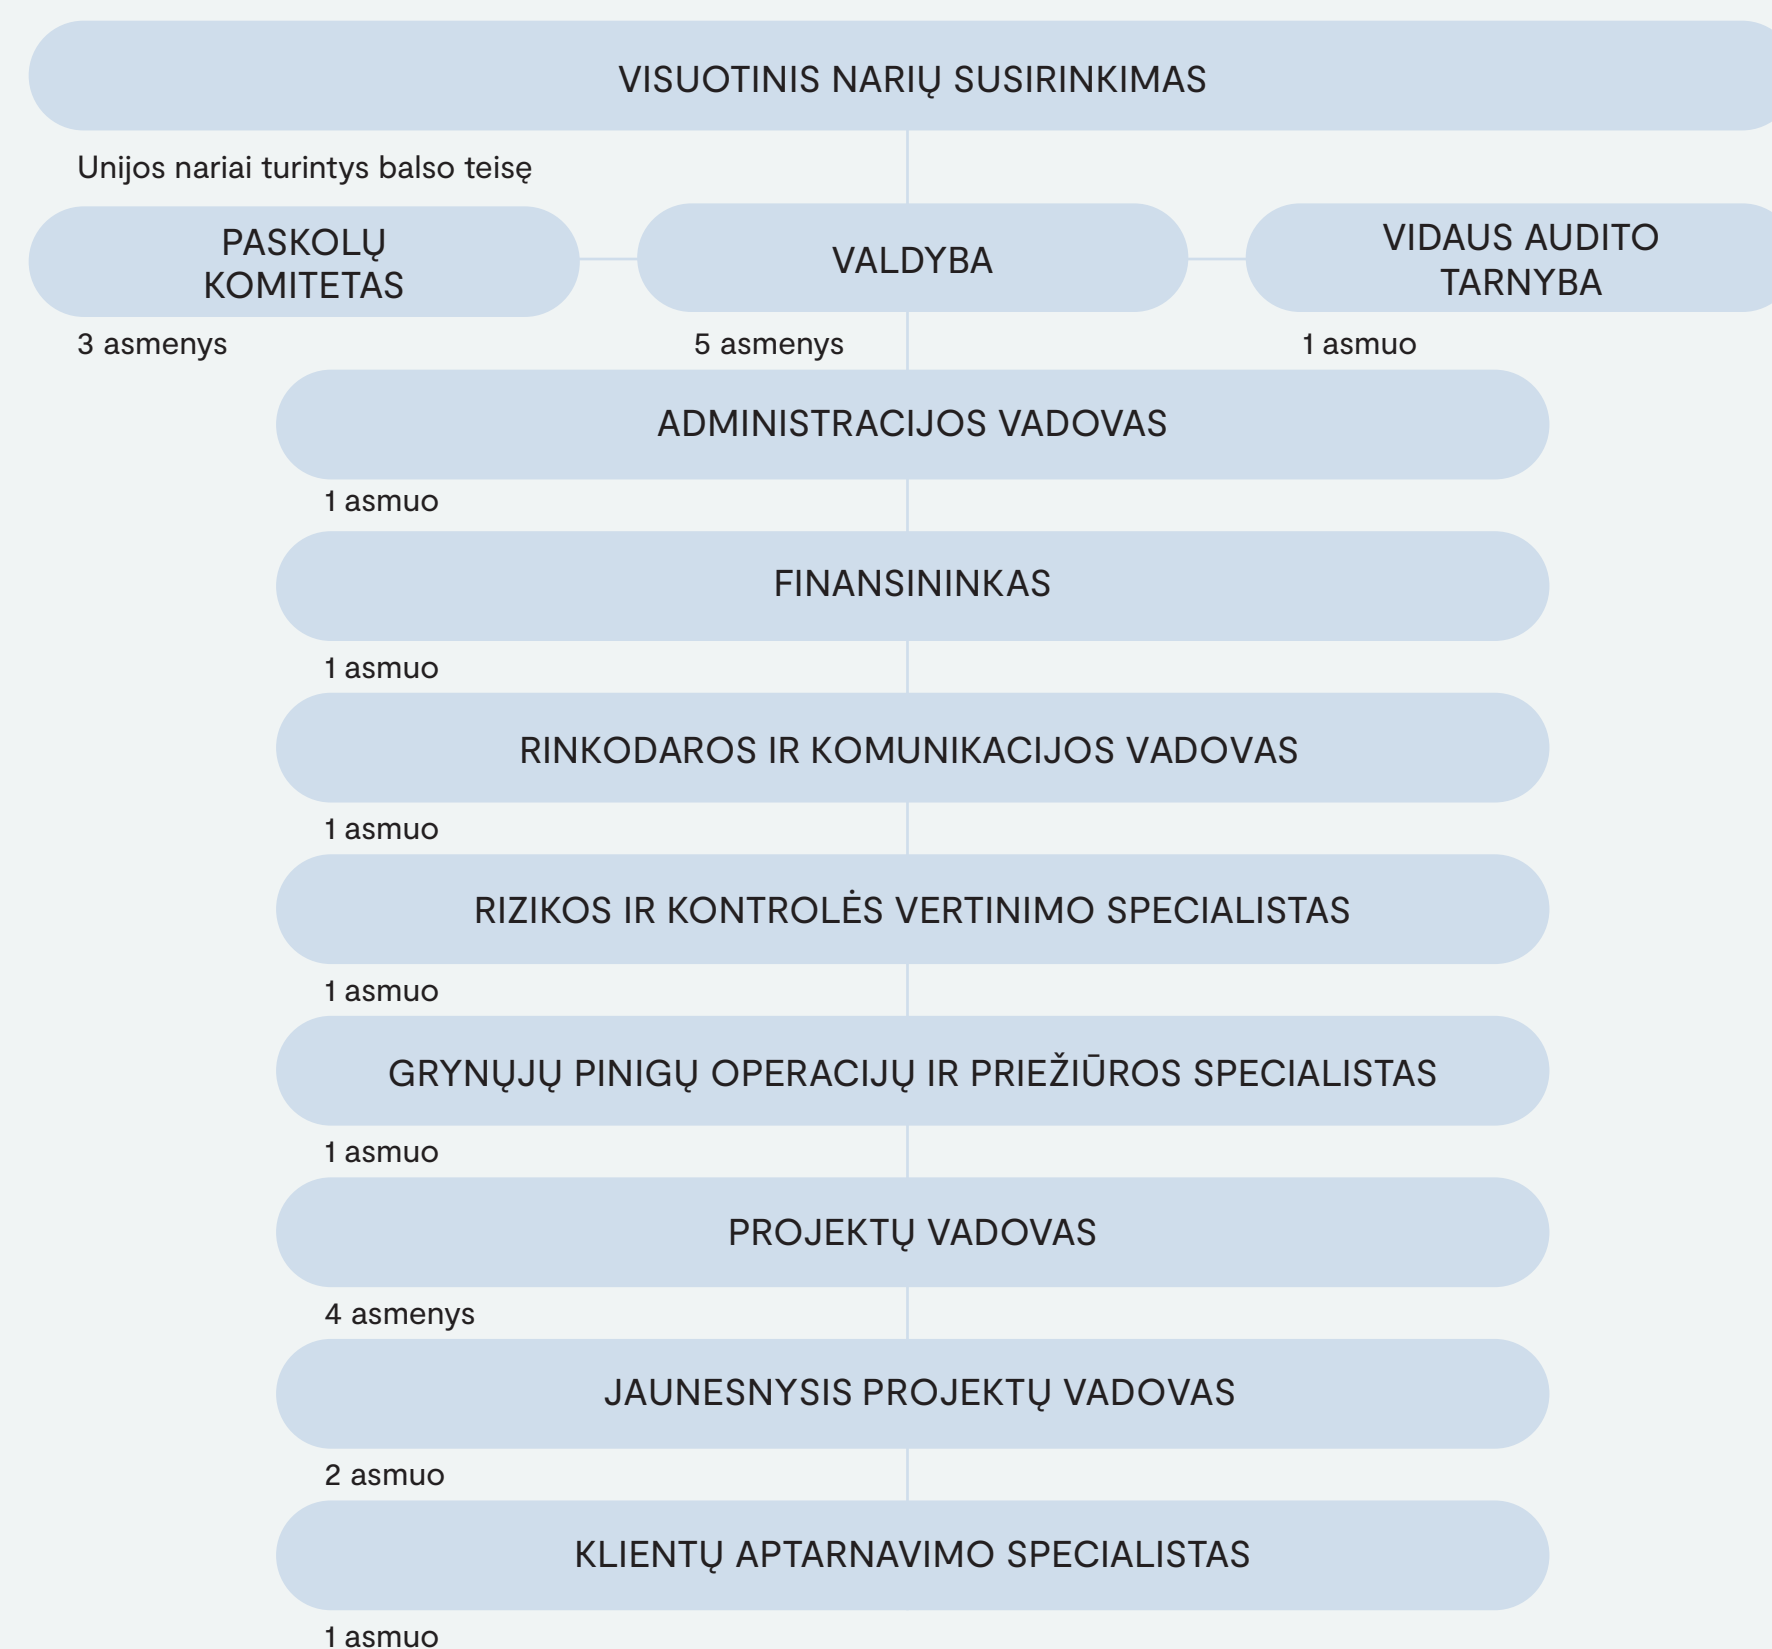 VISUOTINIS NARIŲ SUSIRINKIMAS
Unijos nariai turintys balso teisę
PASKOLŲ
KOMITETAS
3 asmenys
VALDYBA
5 asmenys
VIDAUS AUDITO
TARNYBA
1 asmuo
ADMINISTRACIJOS VADOVAS
1 asmuo
FINANSININKAS
1 asmuo
RINKODAROS IR KOMUNIKACIJOS VADOVAS
1 asmuo
RIZIKOS IR KONTROLĖS VERTINIMO SPECIALISTAS
1 asmuo
GRYNŲJŲ PINIGŲ OPERACIJŲ IR PRIEŽIŪROS SPECIALISTAS
1 asmuo
PROJEKTŲ VADOVAS
4 asmenys
JAUNESNYSIS PROJEKTŲ VADOVAS
2 asmuo
KLIENTŲ APTARNAVIMO SPECIALISTAS
1 asmuo